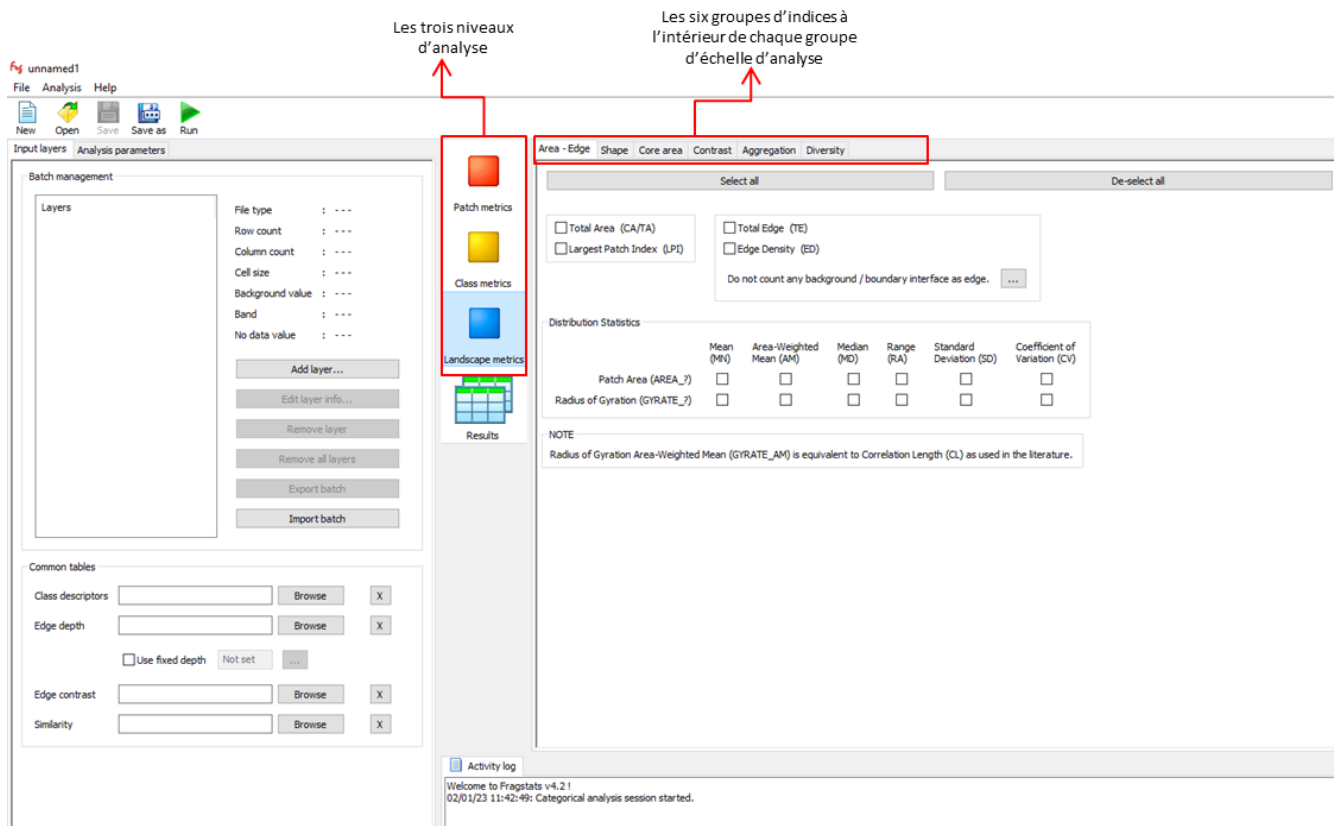 Les trois niveaux
d'analyse
Les six groupes d'indices à
l'intérieur de chaque groupe
d'échelle d'analyse
unnamed1
File Analysis Help
New Open Save Save as Run
Input layers Analysis parameters
Batch management
Layers
File type : ---
Row count : ---
Column count : ---
Cell size : ---
Background value : ---
Band : ---
No data value : ---
Add layer...
Edit layer info...
Remove layer
Remove all layers
Export batch
Import batch
Common tables
Class descriptors Browse X
Edge depth Browse X
Use fixed depth Not set ...
Edge contrast Browse X
Similarity Browse X
Patch metrics
Class metrics
Landscape metrics
Results
Area - Edge Shape Core area Contrast Aggregation Diversity
Select all De-select all
Total Area (CA/TA)
Largest Patch Index (LPI)
Total Edge (TE)
Edge Density (ED)
Do not count any background / boundary interface as edge. ...
Distribution Statistics
Mean Area-Weighted Median Range Standard Coefficient of
(MN) Mean (AM) (MD) (RA) Deviation (SD) Variation (CV)
Patch Area (AREA_?)
Radius of Gyration (GYRATE_?)
NOTE
Radius of Gyration Area-Weighted Mean (GYRATE_AM) is equivalent to Correlation Length (CL) as used in the literature.
Activity log
Welcome to Fragstats v4.2 !
02/01/23 11:42:49: Categorical analysis session started.